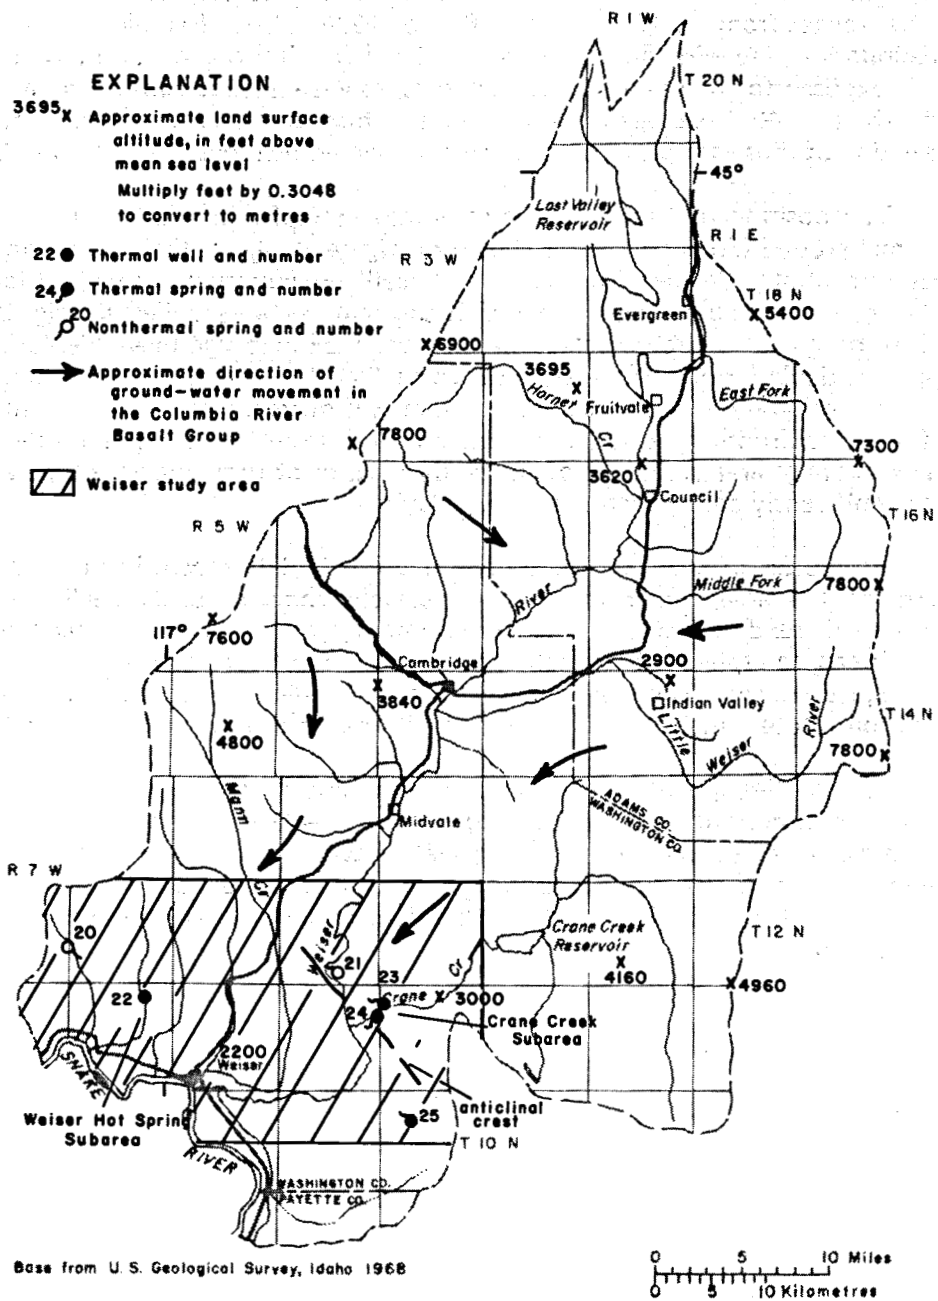 R 1 W
EXPLANATION
T 20 N
3695 x Approximate land surface
altitude, in feet above
mean sea level
Multiply feet by 0.3048
to convert to metres
45°
Lost Valley
Reservoir
R 1 E
22 Thermal well and number
R 3 W
24 Thermal spring and number
T 18 N
20 Nonthermal spring and number
Evergreen
x 5400
x 6900
Approximate direction of
ground-water movement in
the Columbia River
Basalt Group
3695
x
Horner
Cr
Fruitvale
East Fork
x 7800
7300
x
3620
x
Weiser study area
Council
R 5 W
T 16 N
Middle Fork
7800 x
River
x
7600
117°
Cambridge
2900
x
x
3840
Indian Valley
x
4800
T 14 N
Little
Weiser
River
7800
x
Mann
Cr
ADAMS CO.
WASHINGTON CO.
Midvale
R 7 W
Weiser
Crane Creek
Reservoir
T 12 N
20
21
x
4160
23
Cr
22
Crane
x 3000
x 4960
24
Crane Creek
Subarea
2200
Weiser
SNAKE
Weiser Hot Spring
Subarea
25
anticlinal
crest
T 10 N
RIVER
WASHINGTON CO.
PAYETTE CO.
Base from U. S. Geological Survey, Idaho 1968
0 5 10 Miles
0 5 10 Kilometres